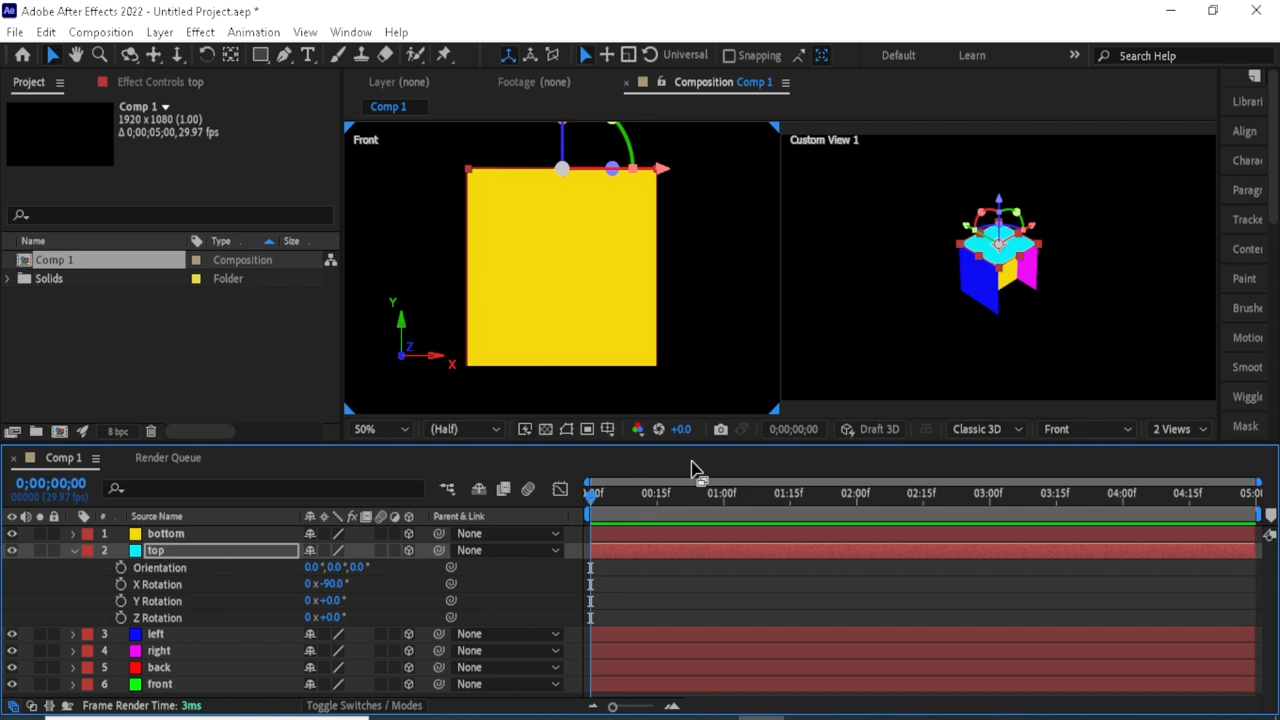 Adobe After Effects 2022 - Untitled Project.aep *
File Edit Composition Layer Effect Animation View Window Help
Universal Snapping Default Learn Search Help
Project Effect Controls top Layer (none) Footage (none) Composition Comp 1
Comp 1
1920 x 1080 (1.00)
Δ 0;00;05;00, 29.97 fps
Comp 1
Front
Custom View 1
Librari
Align
Chara
Paragr
Tracke
Conter
Paint
Brushe
Motion
Smoot
Wiggle
Mask
Name Type Size
Comp 1 Composition
Solids Folder
Y
Z
X
8 bpc
50% (Half) +0.0 0;00;00;00 Draft 3D Classic 3D Front 2 Views
Comp 1 Render Queue
0;00;00;00
00000 (29.97 fps)
:00f 00:15f 01:00f 01:15f 02:00f 02:15f 03:00f 03:15f 04:00f 04:15f 05:0
# Source Name fx Parent & Link
1 bottom None
2 top None
Orientation 0.0°,0.0°,0.0°
X Rotation 0x-90.0°
Y Rotation 0x+0.0°
Z Rotation 0x+0.0°
3 left None
4 right None
5 back None
6 front None
Frame Render Time: 3ms Toggle Switches / Modes